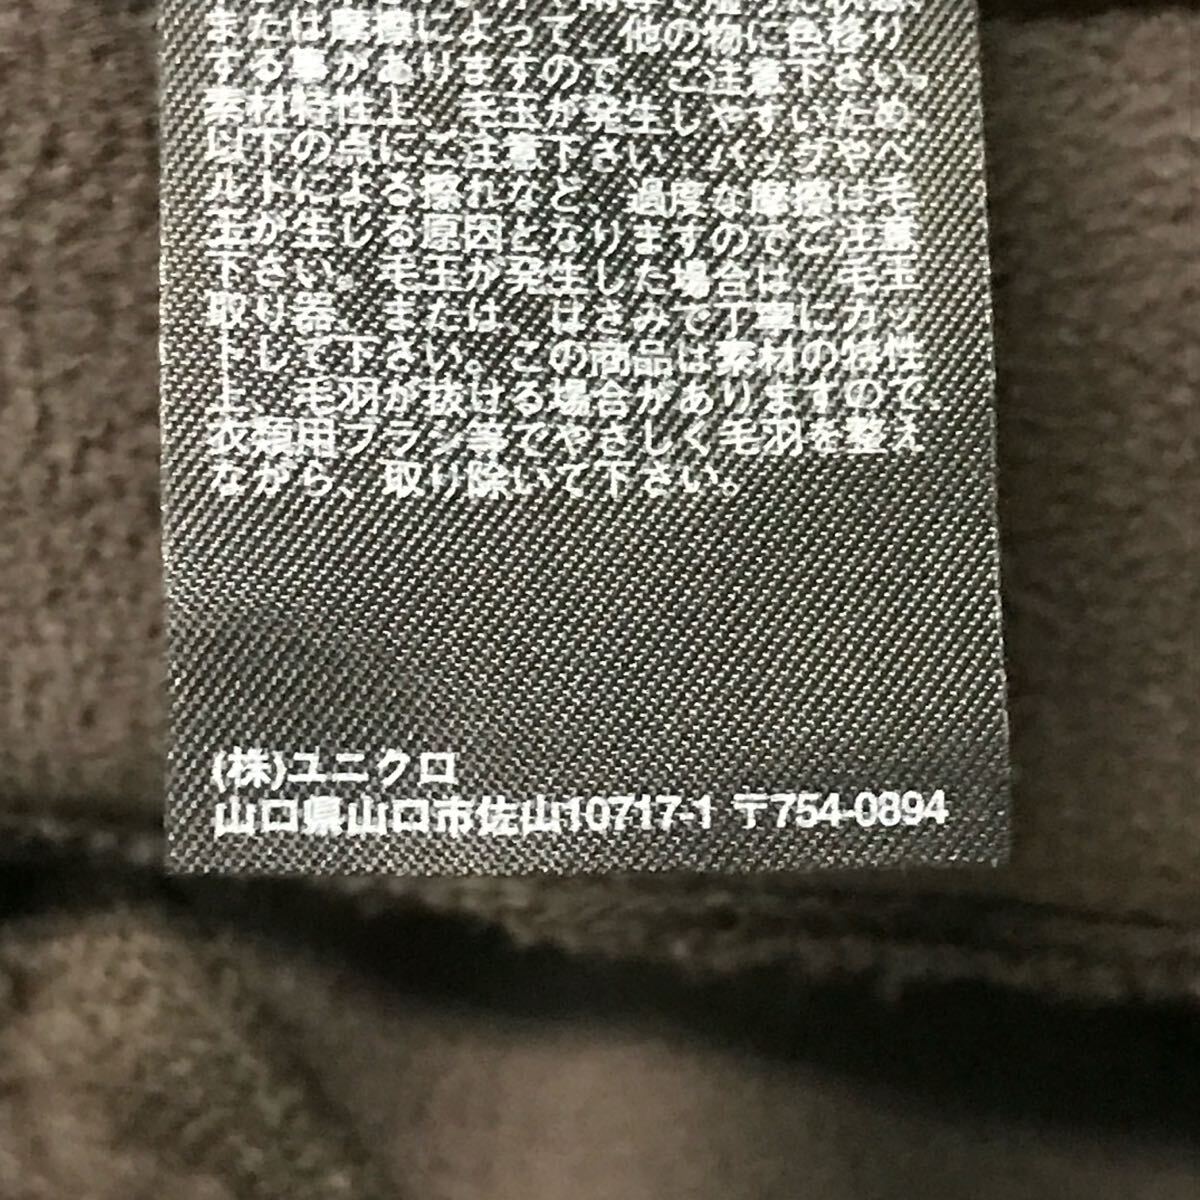 または摩擦によって、他の物に色移り
する事がありますので、ご注意下さい。
素材特性上、毛玉が発生しやすいため、
以下の点にご注意下さい。バッグやベ
ルトによる擦れなど、過度な摩擦は毛
玉が生じる原因となりますのでご注意
下さい。毛玉が発生した場合は、毛玉
取り器、または、はさみで丁寧にカッ
トして下さい。この商品は素材の特性
上、毛羽が抜ける場合がありますので、
衣類用ブラシ等でやさしく毛羽を整え
ながら、取り除いて下さい。
(株)ユニクロ
山口県山口市佐山10717-1 〒754-0894